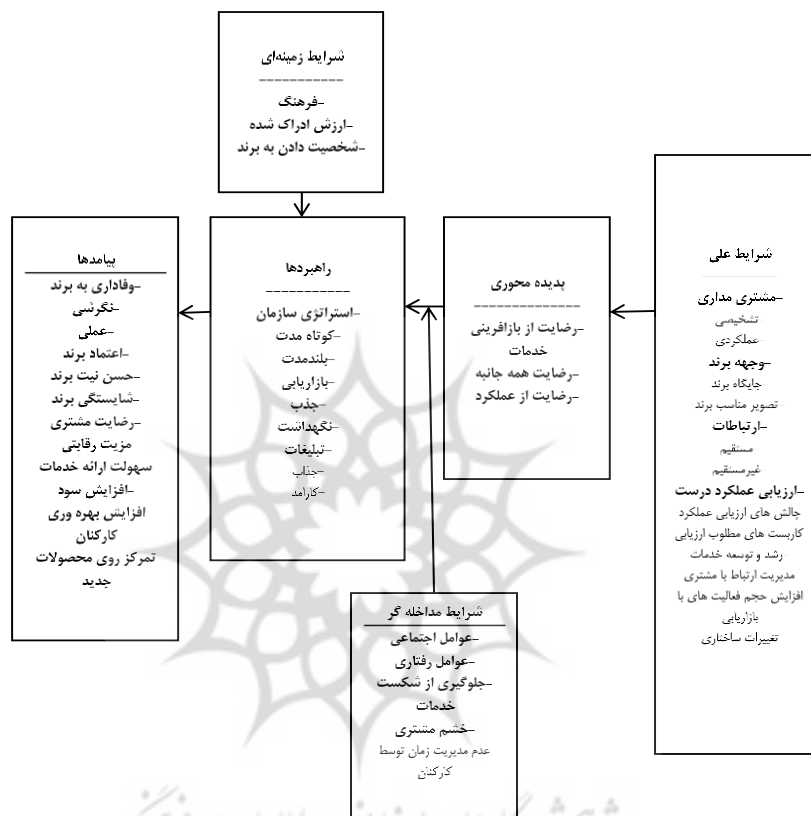 شرایط زمینه‌ای
-----------
-فرهنگ
-ارزش ادراک شده
-شخصیت دادن به برند
شرایط علی
-مشتری مداری
تشخیصی-
عملکردی-
-وجهه برند
جایگاه برند-
تصویر مناسب برند
-ارتباطات
مستقیم-
غیرمستقیم-
-ارزیابی عملکرد درست
چالش های ارزیابی عملکرد
کاربست های مطلوب ارزیابی
رشد و توسعه خدمات-
مدیریت ارتباط با مشتری
افزایش حجم فعالیت های با
بازاریابی
تغییرات ساختاری
پدیده محوری
--------------
-رضایت از بازافرینی
خدمات
-رضایت همه جانبه
-رضایت از عملکرد
راهبردها
-----------
-استراتژی سازمان
-کوتاه مدت
-بلندمدت
-بازاریابی
-جذب
-نگهداشت
-تبلیغات
-جذاب
-کارامد
پیامدها
-وفاداری به برند
-نگرشی
-عملی
-اعتماد برند
-حسن نیت برند
-شایستگی برند
-رضایت مشتری
مزیت رقابتی
سهولت ارائه خدمات
-افزایش سود
افزایش بهره وری
کارکنان
تمرکز روی محصولات
جدید
شرایط مداخله گر
-عوامل اجتماعی
-عوامل رفتاری
-جلوگیری از شکست
خدمات
-خشم مشتری
عدم مدیریت زمان توسط
کارکنان